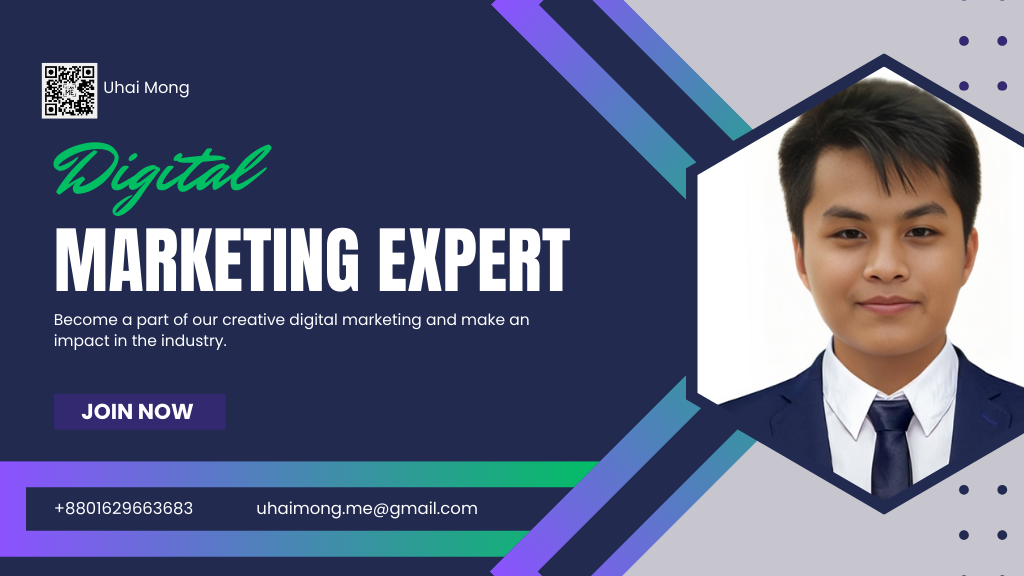 Uhai Mong
Digital
MARKETING EXPERT
Become a part of our creative digital marketing and make an
impact in the industry.
JOIN NOW
+8801629663683
uhaimong.me@gmail.com